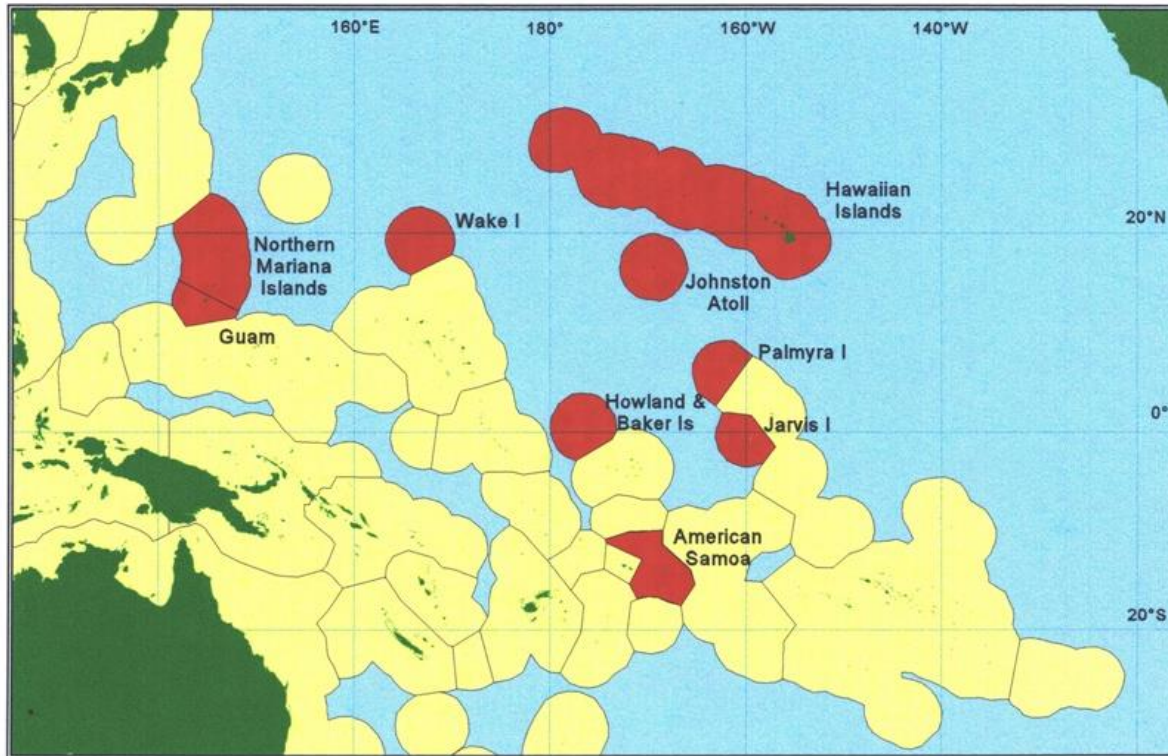 160°E
180°
160°W
140°W
Hawaiian
Islands
20°N
Wake I
Northern
Mariana
Islands
Johnston
Atoll
Guam
Palmyra I
Howland &
Baker Is
Jarvis I
0°
American
Samoa
20°S